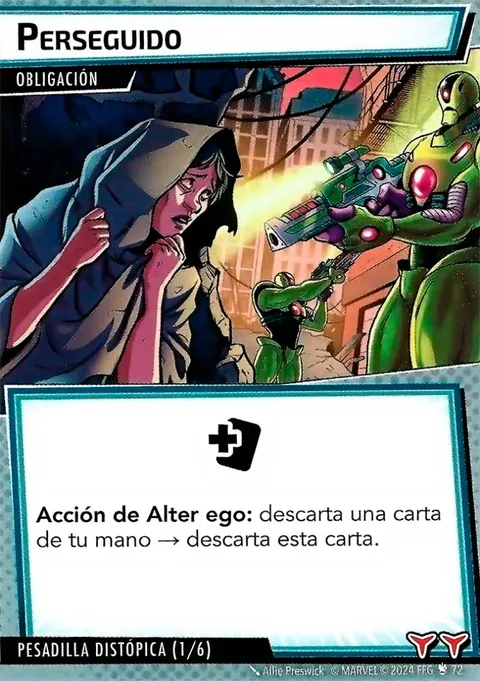 PERSEGUIDO
OBLIGACIÓN
Acción de Alter ego: descarta una carta
de tu mano → descarta esta carta.
PESADILLA DISTÓPICA (1/6)
Allie Preswick © MARVEL © 2024 FFG 72